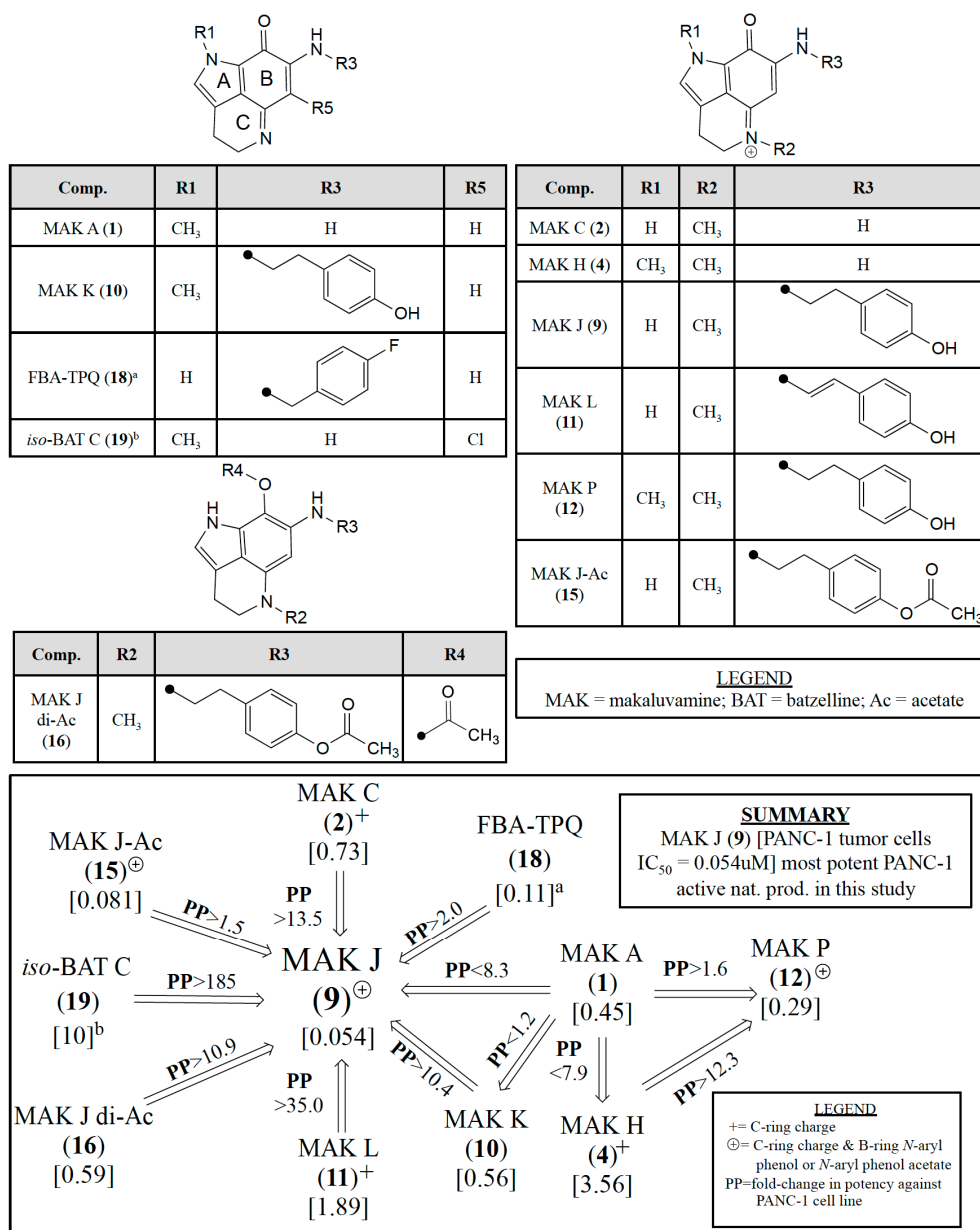 R1
N
O
H
N
R3
A
B
R5
C
N
Comp. R1 R3 R5
MAK A (1) CH3 H H
MAK K (10) CH3 OH H
FBA-TPQ (18)a H F H
iso-BAT C (19)b CH3 H Cl
R1
N
O
H
N
R3
N
⊕
R2
Comp. R1 R2 R3
MAK C (2) H CH3 H
MAK H (4) CH3 CH3 H
MAK J (9) H CH3 OH
MAK L
(11) H CH3 OH
MAK P
(12) CH3 CH3 OH
MAK J-Ac
(15) H CH3 O O CH3
R4
O
H
N
R3
HN
N
R2
Comp. R2 R3 R4
MAK J
di-Ac
(16) CH3 O O CH3 O CH3
LEGEND
MAK = makaluvamine; BAT = batzelline; Ac = acetate
MAK C
(2)+
[0.73]
MAK J-Ac
(15)⊕
[0.081]
FBA-TPQ
(18)
[0.11]a
SUMMARY
MAK J (9) [PANC-1 tumor cells
IC50 = 0.054uM] most potent PANC-1
active nat. prod. in this study
PP>1.5
PP
>13.5
PP>2.0
iso-BAT C
(19)
[10]b
PP>185
MAK J
(9)⊕
[0.054]
PP<8.3
MAK A
(1)
[0.45]
PP>1.6
MAK P
(12)⊕
[0.29]
PP>10.9
PP
>35.0
PP>10.4
PP<1.2
PP
<7.9
PP>12.3
MAK J di-Ac
(16)
[0.59]
MAK L
(11)+
[1.89]
MAK K
(10)
[0.56]
MAK H
(4)+
[3.56]
LEGEND
+= C-ring charge
⊕= C-ring charge & B-ring N-aryl
phenol or N-aryl phenol acetate
PP=fold-change in potency against
PANC-1 cell line